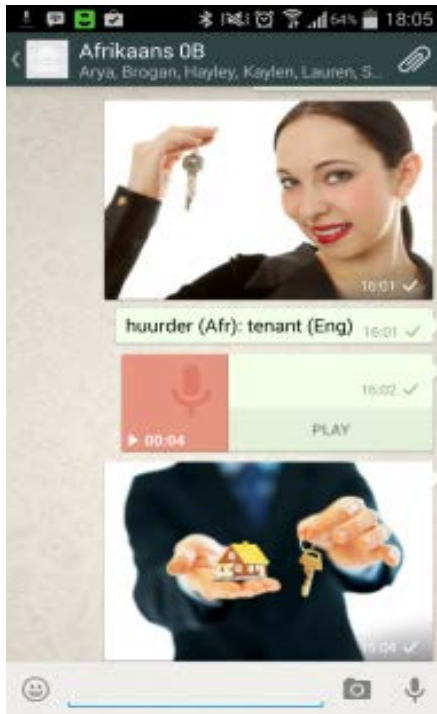 64% 18:05
Afrikaans 0B
Arya, Brogan, Hayley, Kaylen, Lauren, S...
16:01
huurder (Afr): tenant (Eng) 16:01
16:02
00:04 PLAY
16:04